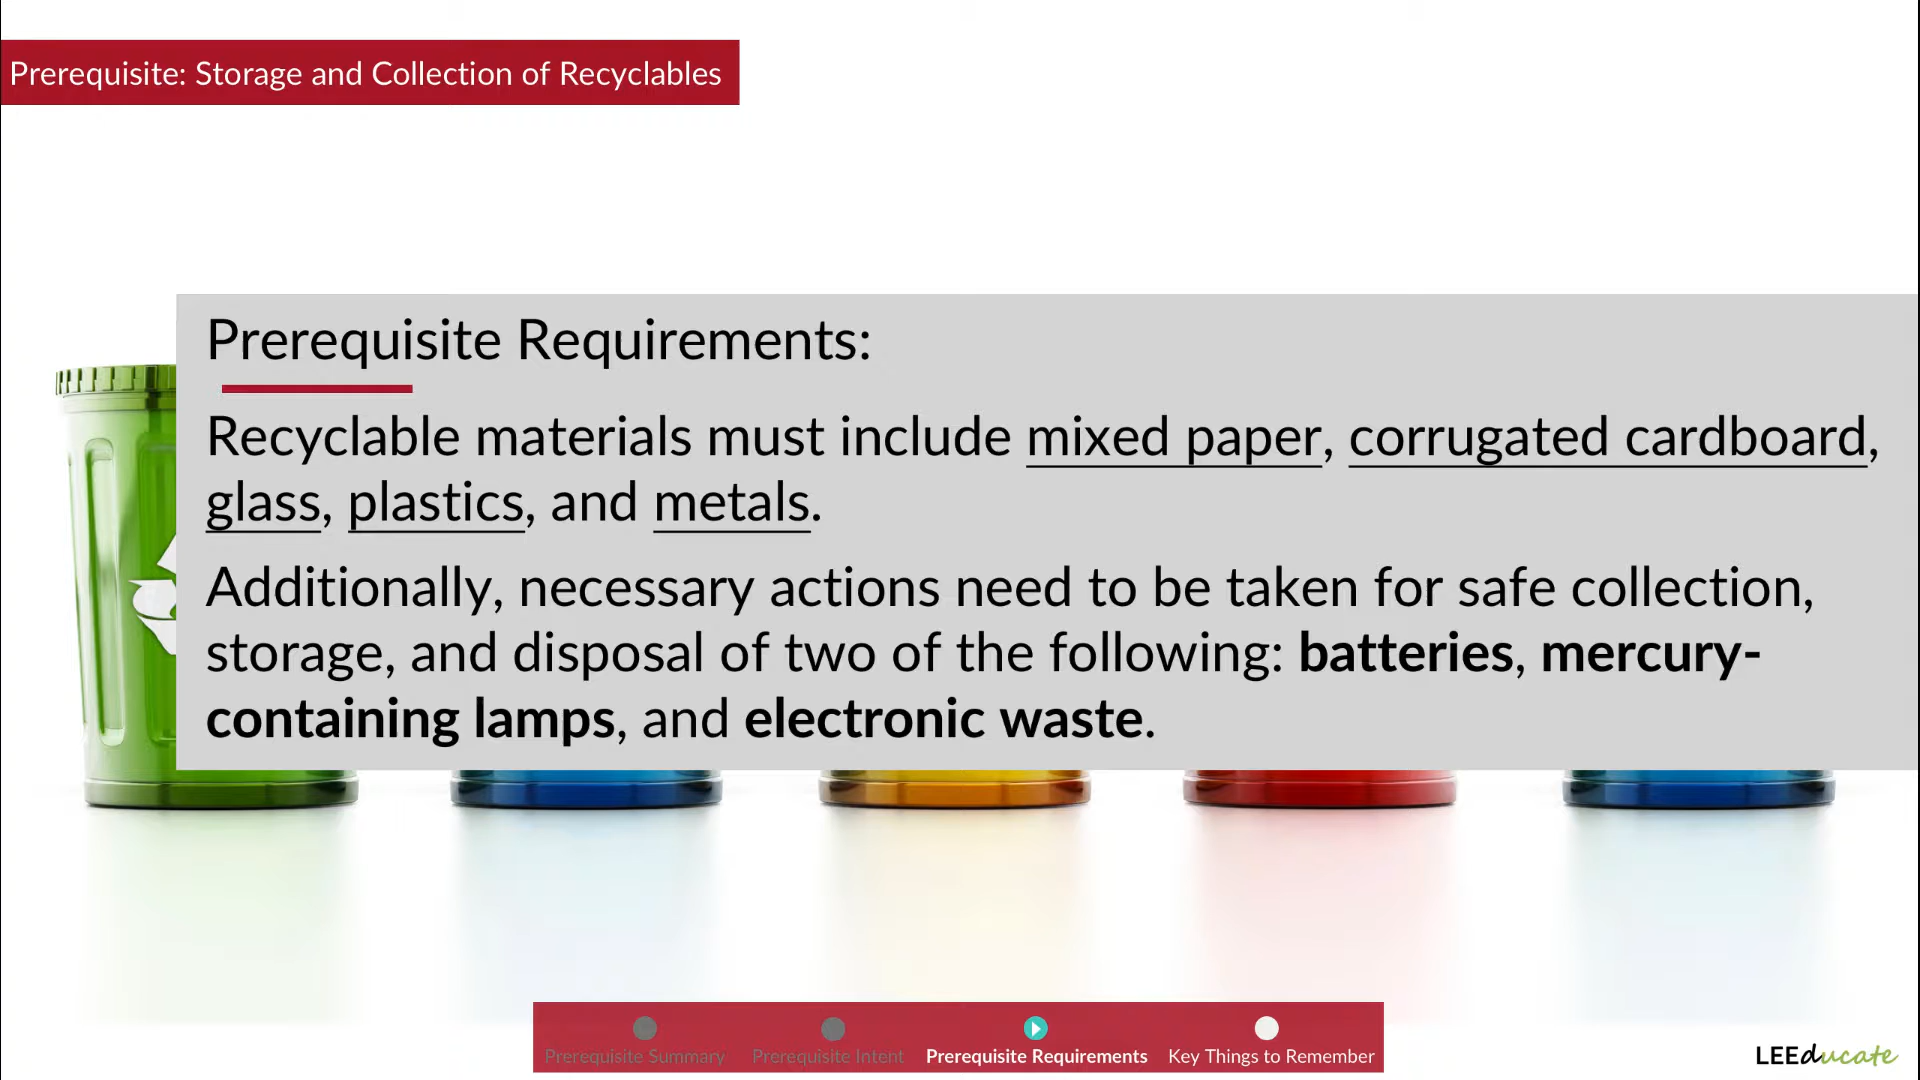 Prerequisite: Storage and Collection of Recyclables
Prerequisite Requirements:
Recyclable materials must include mixed paper, corrugated cardboard,
glass, plastics, and metals.
Additionally, necessary actions need to be taken for safe collection,
storage, and disposal of two of the following: batteries, mercury-
containing lamps, and electronic waste.
Prerequisite Summary
Prerequisite Intent
Prerequisite Requirements
Key Things to Remember
LEEducate